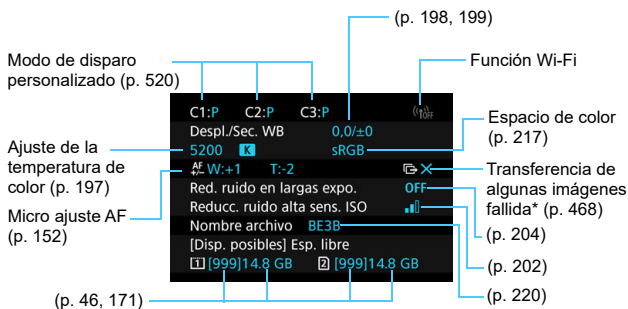 (p. 198, 199)
Modo de disparo
personalizado (p. 520)
Función Wi-Fi
C1:P C2:P C3:P OFF
Despl./Sec. WB 0,0/±0
Espacio de color
(p. 217)
5200 K sRGB
Ajuste de la
temperatura de
color (p. 197)
AF W:+1 T:-2
Transferencia de
algunas imágenes
fallida* (p. 468)
Micro ajuste AF
(p. 152)
Red. ruido en largas expo. OFF
(p. 204)
Reducc. ruido alta sens. ISO
(p. 202)
Nombre archivo BE3B
(p. 220)
[Disp. posibles] Esp. libre
1 [999]14.8 GB 2 [999]14.8 GB
(p. 46, 171)